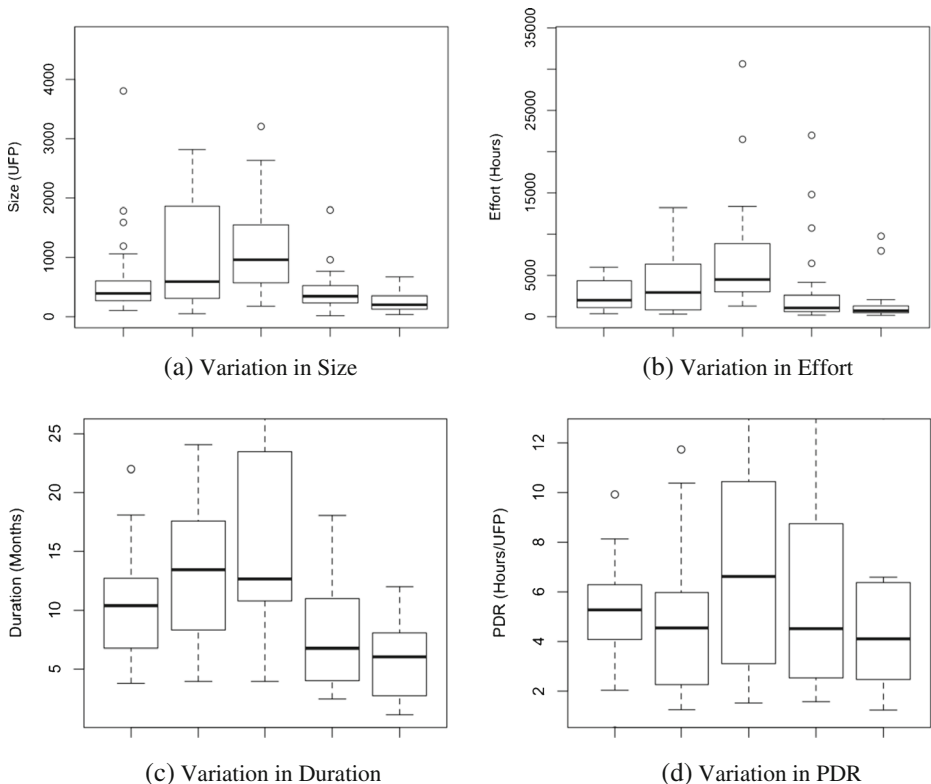 Size (UFP)
4000
3000
2000
1000
0
(a) Variation in Size
Effort (Hours)
35000
25000
15000
5000
0
(b) Variation in Effort
Duration (Months)
25
20
15
10
5
(c) Variation in Duration
PDR (Hours/UFP)
12
10
8
6
4
2
(d) Variation in PDR